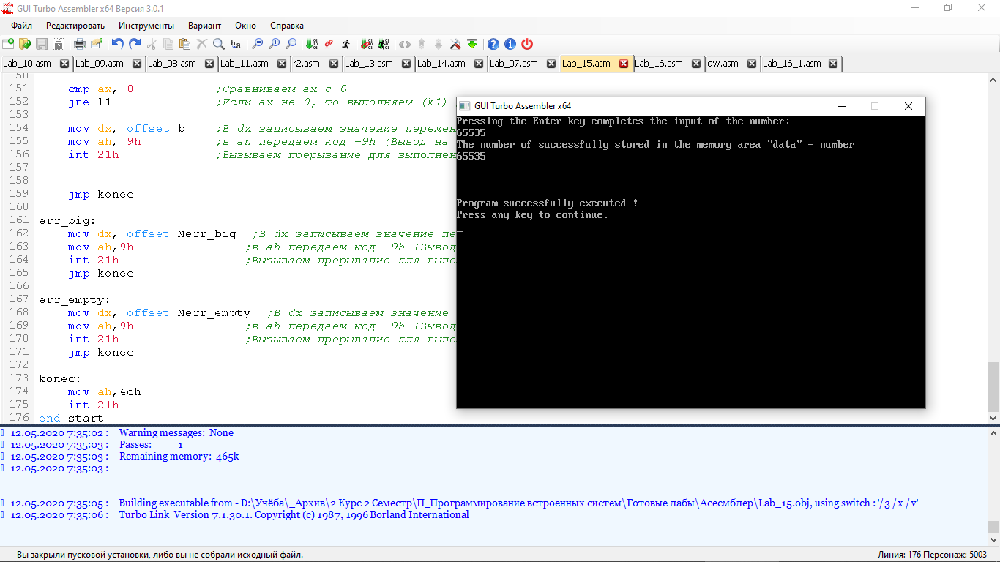 GUI Turbo Assembler x64 Версия 3.0.1
Файл Редактировать Инструменты Вариант Окно Справка
Lab_10.asm Lab_09.asm Lab_08.asm Lab_11.asm r2.asm Lab_13.asm Lab_14.asm Lab_07.asm Lab_15.asm Lab_16.asm qw.asm Lab_16_1.asm
150
151 cmp ax, 0 ;Сравниваем ax с 0
152 jne l1 ;Если ax не 0, то выполняем (k1)
153
154 mov dx, offset b ;В dx записываем значение перемен
155 mov ah, 9h ;в ah передаем код -9h (Вывод на
156 int 21h ;Вызываем прерывание для выполнен
157
158
159 jmp konec
160
161 err_big:
162 mov dx, offset Merr_big ;В dx записываем значение пе
163 mov ah,9h ;в ah передаем код -9h (Вывод
164 int 21h ;Вызываем прерывание для выпо
165 jmp konec
166
167 err_empty:
168 mov dx, offset Merr_empty ;В dx записываем значение
169 mov ah,9h ;в ah передаем код -9h (Вывод
170 int 21h ;Вызываем прерывание для выпо
171 jmp konec
172
173 konec:
174 mov ah,4ch
175 int 21h
176 end start
GUI Turbo Assembler x64
Pressing the Enter key completes the input of the number:
65535
The number of successfully stored in the memory area "data" - number
65535
Program successfully executed !
Press any key to continue.
12.05.2020 7:35:02 : Warning messages: None
12.05.2020 7:35:03 : Passes: 1
12.05.2020 7:35:03 : Remaining memory: 465k
12.05.2020 7:35:03 :
12.05.2020 7:35:05 : Building executable from - D:\Учёба\_Архив\2 Курс 2 Семестр\П_Программирование встроенных систем\Готовые лабы\Асесмблер\Lab_15.obj, using switch : '/3 /x /v'
12.05.2020 7:35:06 : Turbo Link Version 7.1.30.1. Copyright (c) 1987, 1996 Borland International
Вы закрыли пусковой установки, либо вы не собрали исходный файл. Линия: 176 Персонаж: 5003